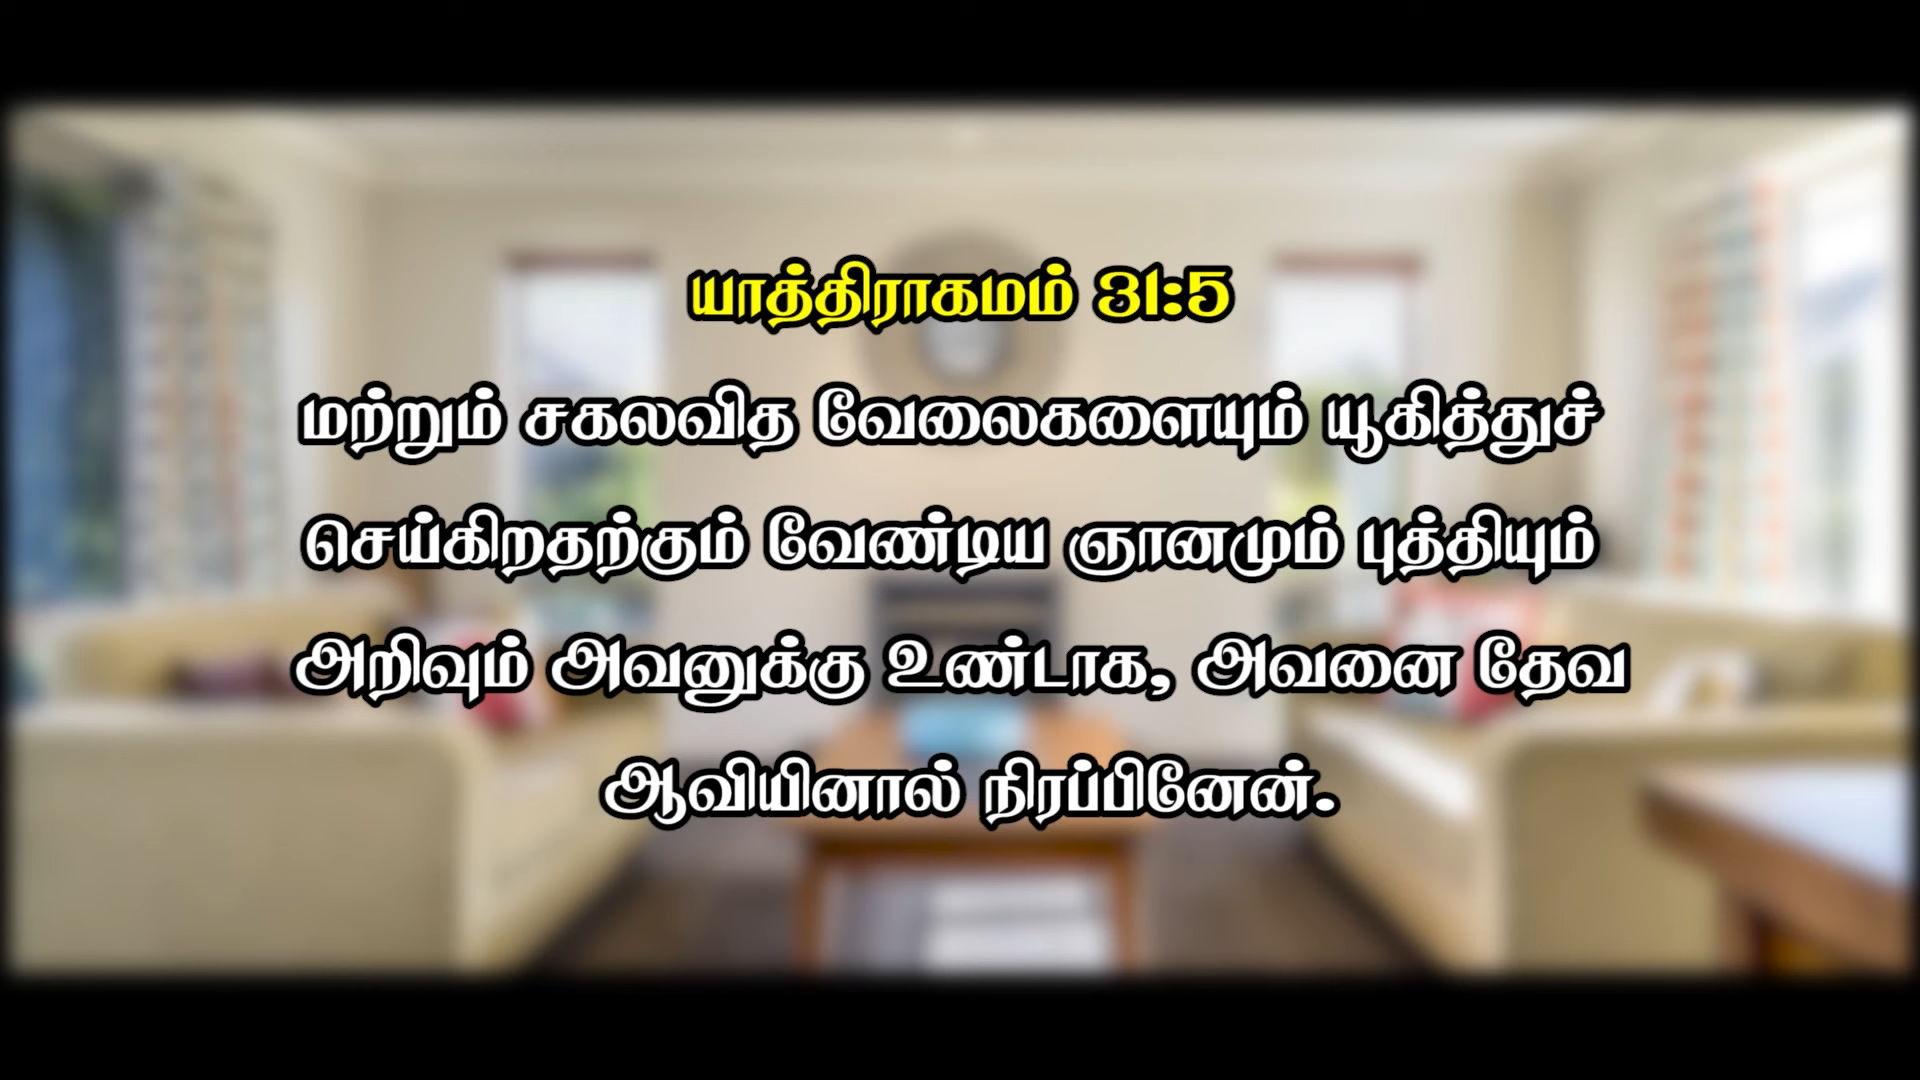 யாத்திராகமம் 31:5
மற்றும் சகலவித வேலைகளையும் யூகித்துச்
செய்கிறதற்கும் வேண்டிய ஞானமும் புத்தியும்
அறிவும் அவனுக்கு உண்டாக, அவனை தேவ
ஆவியினால் நிரப்பினேன்.